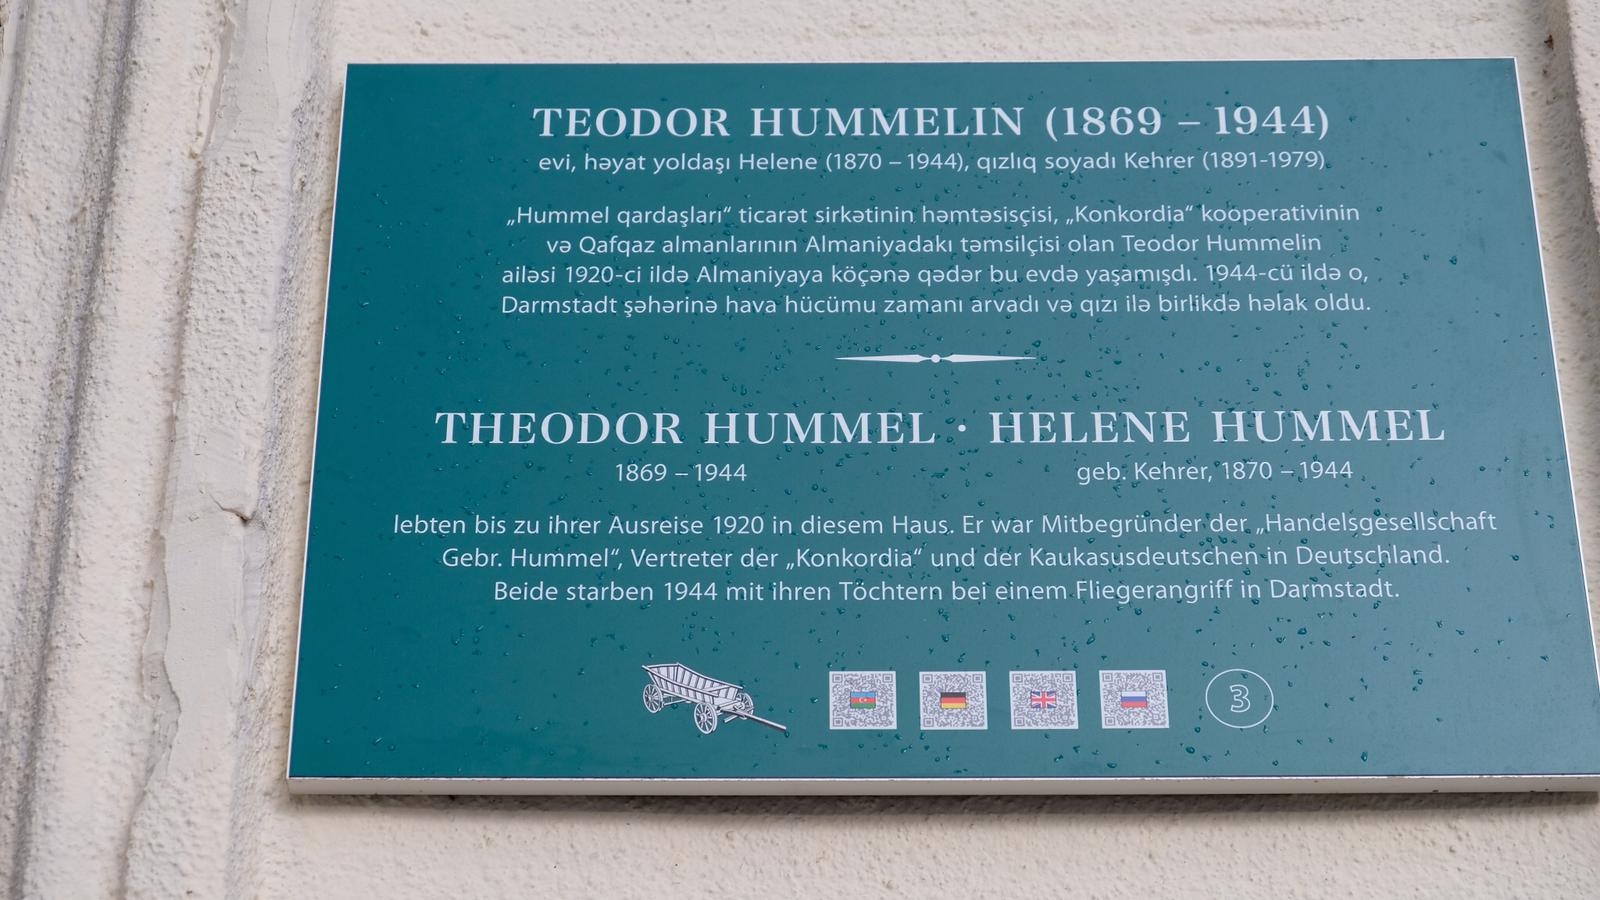 TEODOR HUMMELIN (1869 – 1944)
evi, həyat yoldaşı Helene (1870 – 1944), qızlıq soyadı Kehrer (1891-1979)
„Hummel qardaşları“ ticarət sirkətinin həmtəsisçisi, „Konkordia“ kooperativinin
və Qafqaz almanlarının Almaniyadakı təmsilçisi olan Teodor Hummelin
ailəsi 1920-ci ildə Almaniyaya köçənə qədər bu evdə yaşamışdı. 1944-cü ildə o,
Darmstadt şəhərinə hava hücümu zamanı arvadı və qızı ilə birlikdə həlak oldu.
THEODOR HUMMEL · HELENE HUMMEL
1869 – 1944 geb. Kehrer, 1870 – 1944
lebten bis zu ihrer Ausreise 1920 in diesem Haus. Er war Mitbegründer der „Handelsgesellschaft
Gebr. Hummel“, Vertreter der „Konkordia“ und der Kaukasusdeutschen in Deutschland.
Beide starben 1944 mit ihren Töchtern bei einem Fliegerangriff in Darmstadt.
3